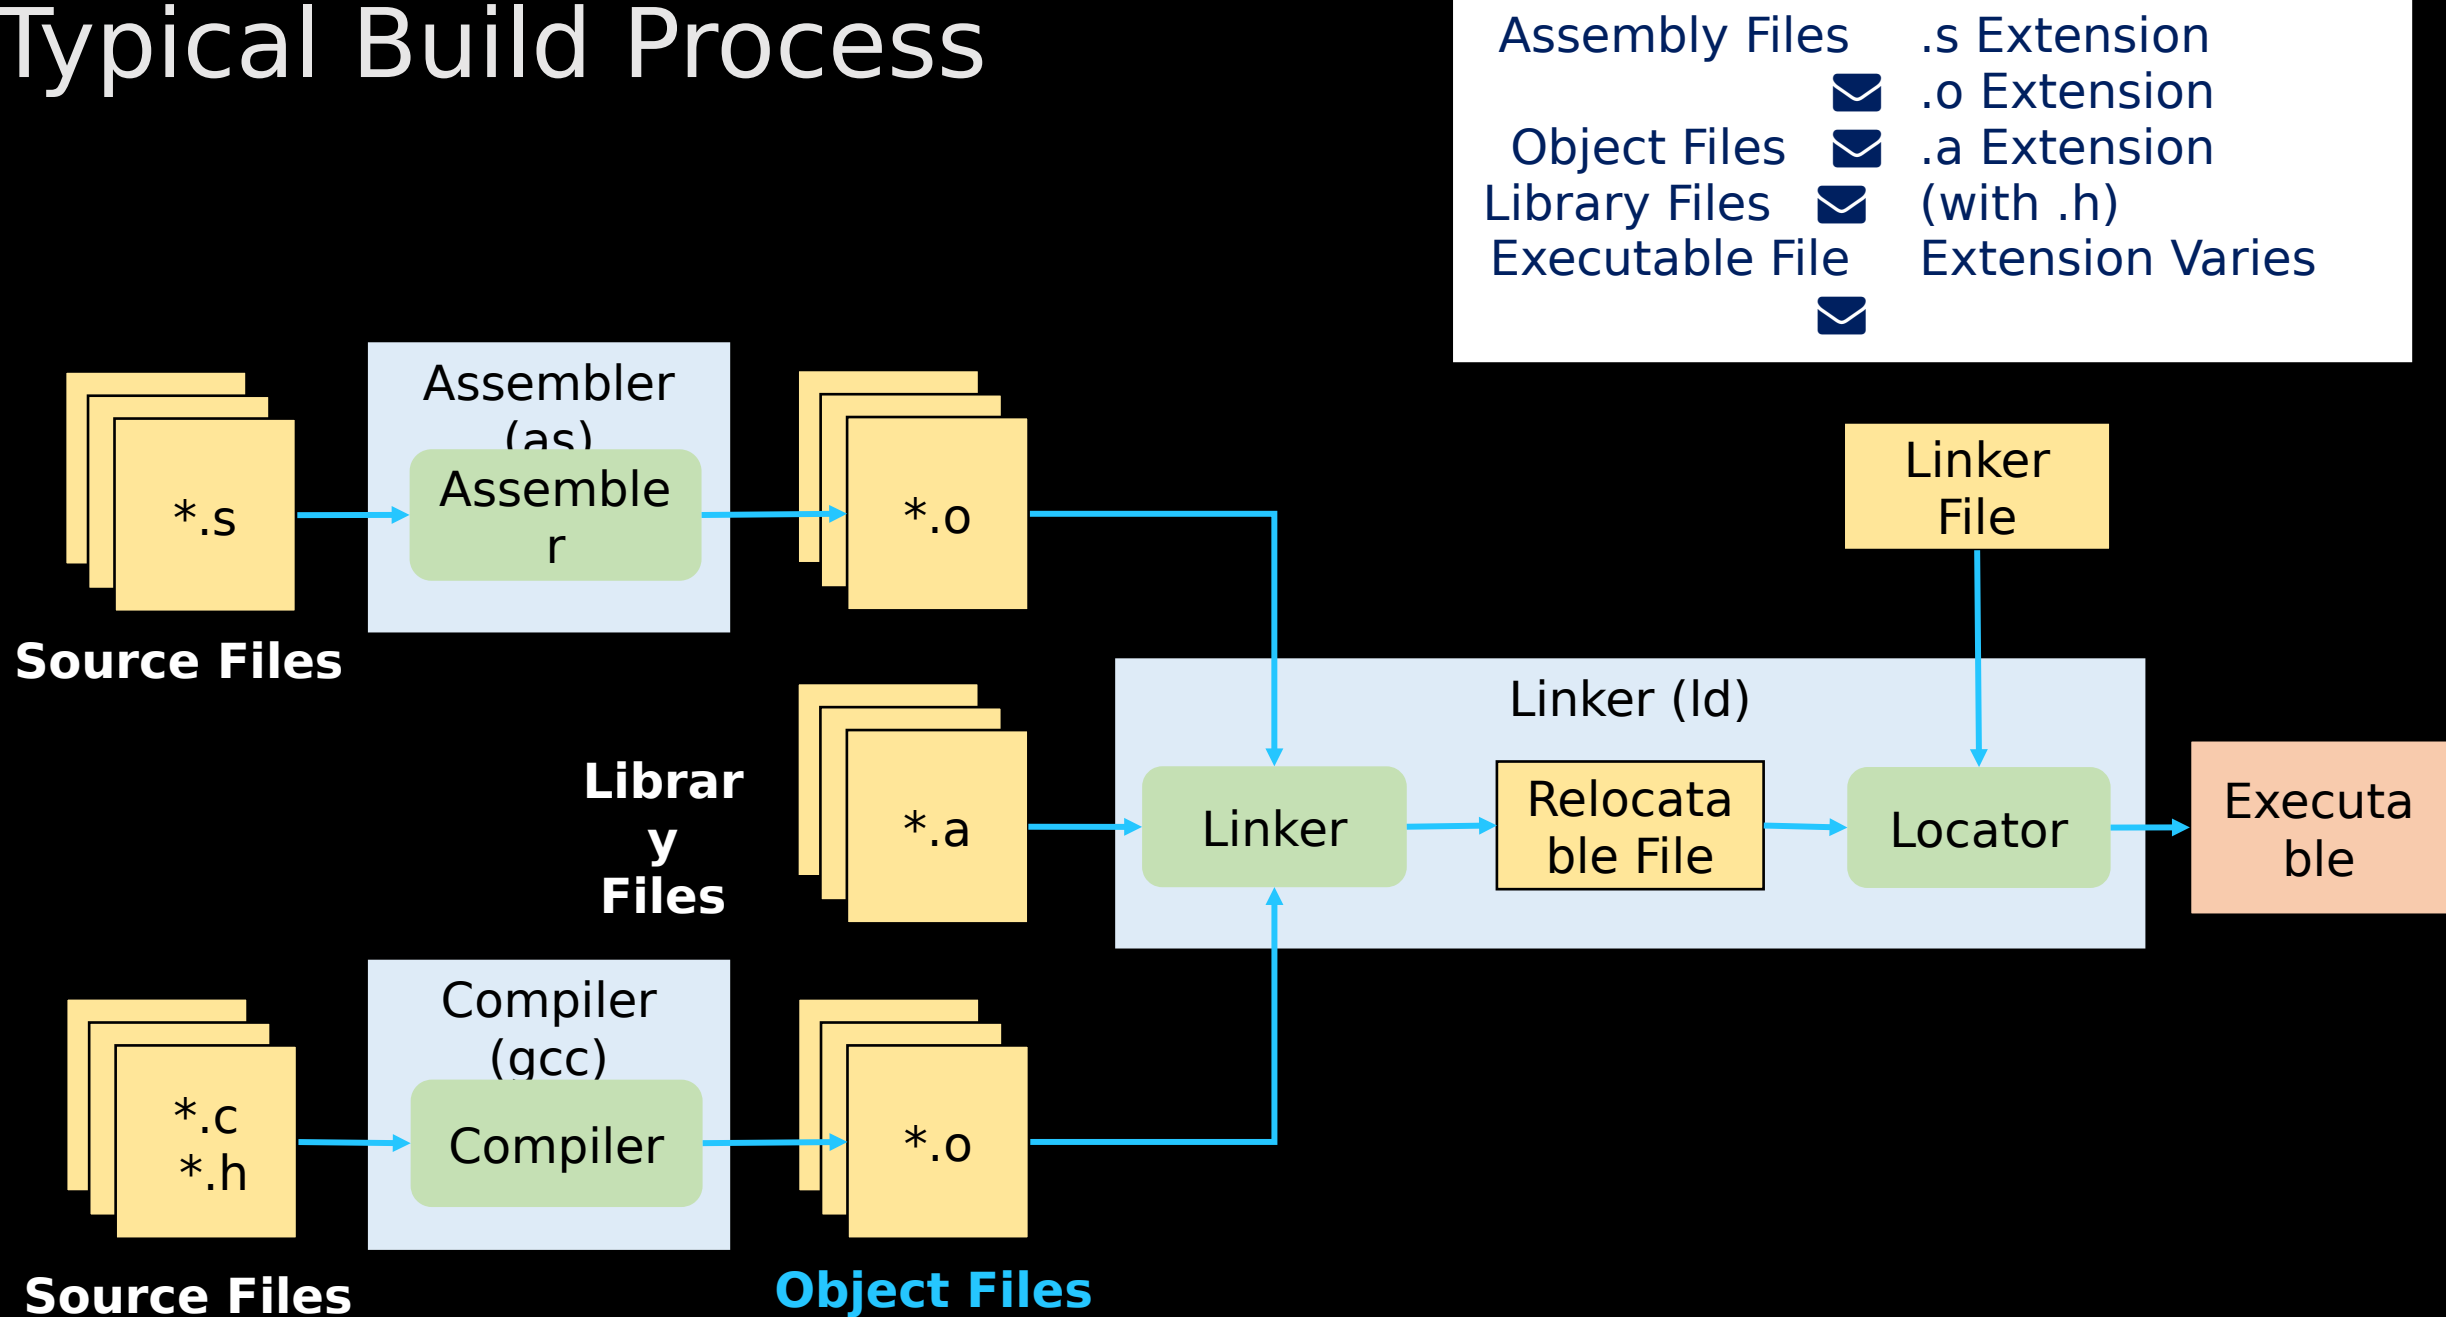 Typical Build Process
Assembly Files .s Extension
.o Extension
Object Files .a Extension
Library Files (with .h)
Executable File Extension Varies
Assembler
(as)
Assemble
r
*.s
*.o
Source Files
Linker
File
Linker (ld)
Librar
y
Files
*.a
Linker
Relocata
ble File
Locator
Executa
ble
Compiler
(gcc)
Compiler
*.c
*.h
*.o
Source Files
Object Files